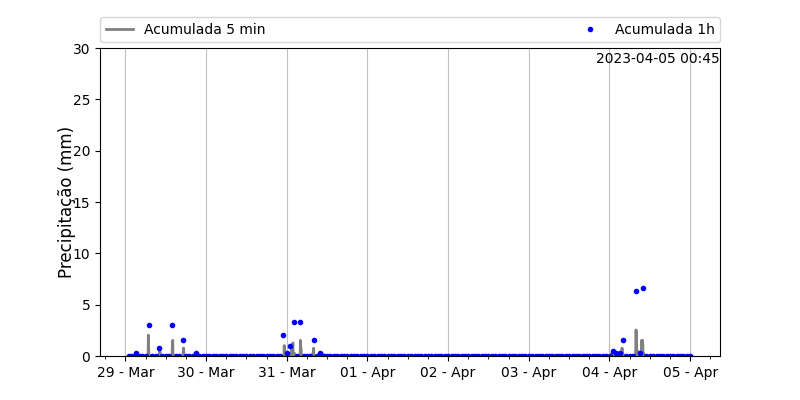 Acumulada 5 min
Acumulada 1h
2023-04-05 00:45
Precipitação (mm)
30
25
20
15
10
5
0
29 - Mar 30 - Mar 31 - Mar 01 - Apr 02 - Apr 03 - Apr 04 - Apr 05 - Apr